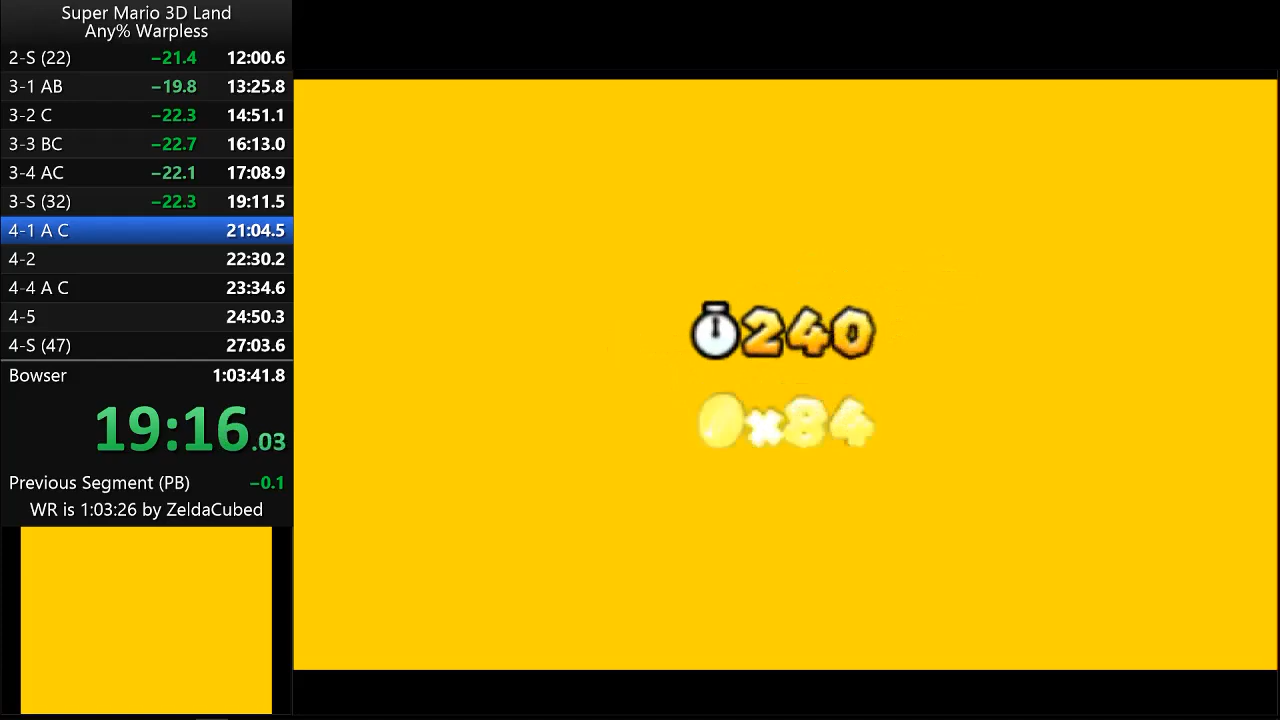 Super Mario 3D Land
Any% Warpless
2-S (22) −21.4 12:00.6
3-1 AB −19.8 13:25.8
3-2 C −22.3 14:51.1
3-3 BC −22.7 16:13.0
3-4 AC −22.1 17:08.9
3-S (32) −22.3 19:11.5
4-1 A C 21:04.5
4-2 22:30.2
4-4 A C 23:34.6
4-5 24:50.3
4-S (47) 27:03.6
Bowser 1:03:41.8
19:16.03
Previous Segment (PB) −0.1
WR is 1:03:26 by ZeldaCubed
240
×84